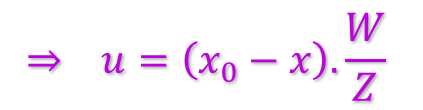 ⇒ u = (x₀ − x).W/Z